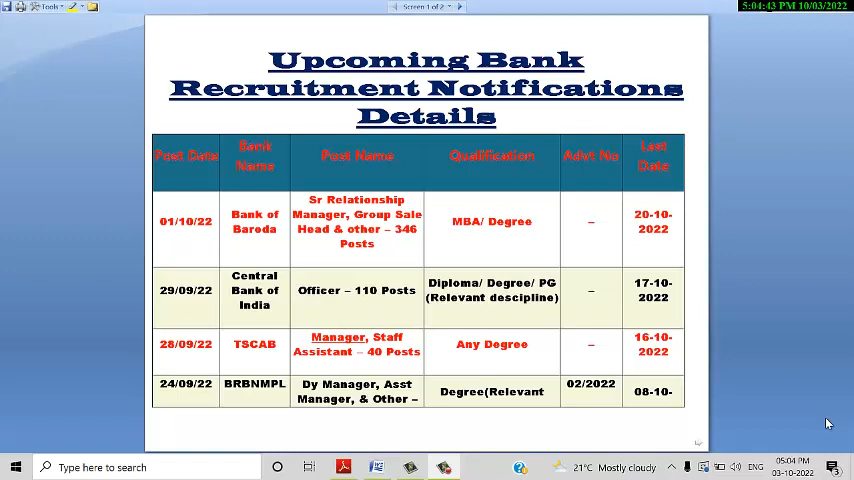 Tools
Screen 1 of 2
5:04:43 PM 10/03/2022
Upcoming Bank
Recruitment Notifications
Details
Post Date
Bank
Name
Post Name
Qualification
Advt No
Last
Date
01/10/22
Bank of
Baroda
Sr Relationship
Manager, Group Sale
Head & other – 346
Posts
MBA/ Degree
–
20-10-
2022
29/09/22
Central
Bank of
India
Officer – 110 Posts
Diploma/ Degree/ PG
(Relevant descipline)
–
17-10-
2022
28/09/22
TSCAB
Manager, Staff
Assistant – 40 Posts
Any Degree
–
16-10-
2022
24/09/22
BRBNMPL
Dy Manager, Asst
Manager, & Other –
Degree(Relevant
02/2022
08-10-
Type here to search
21°C Mostly cloudy
ENG
05:04 PM
03-10-2022
3